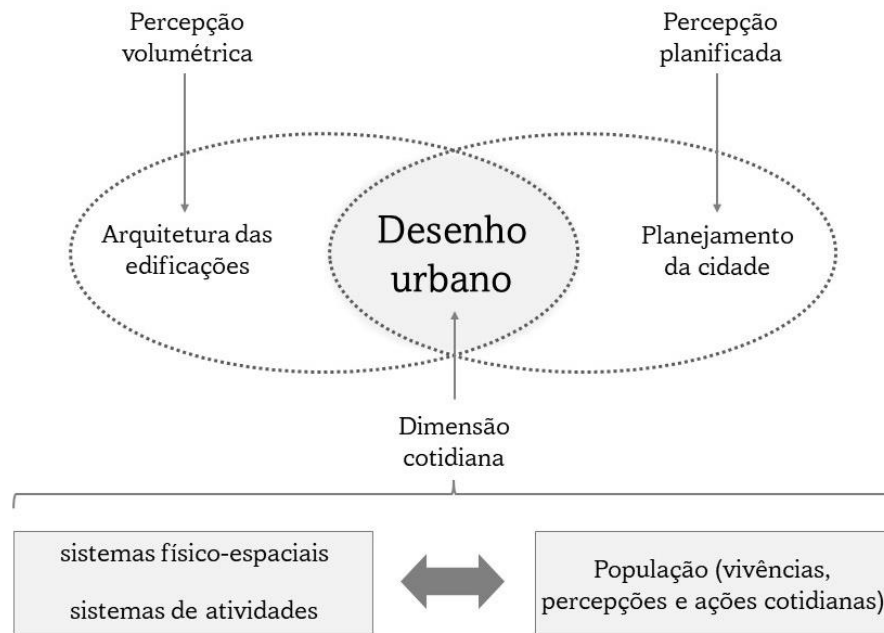 Percepção
volumétrica
Percepção
planificada
Arquitetura das
edificações
Desenho
urbano
Planejamento
da cidade
Dimensão
cotidiana
sistemas físico-espaciais
sistemas de atividades
População (vivências,
percepções e ações cotidianas)